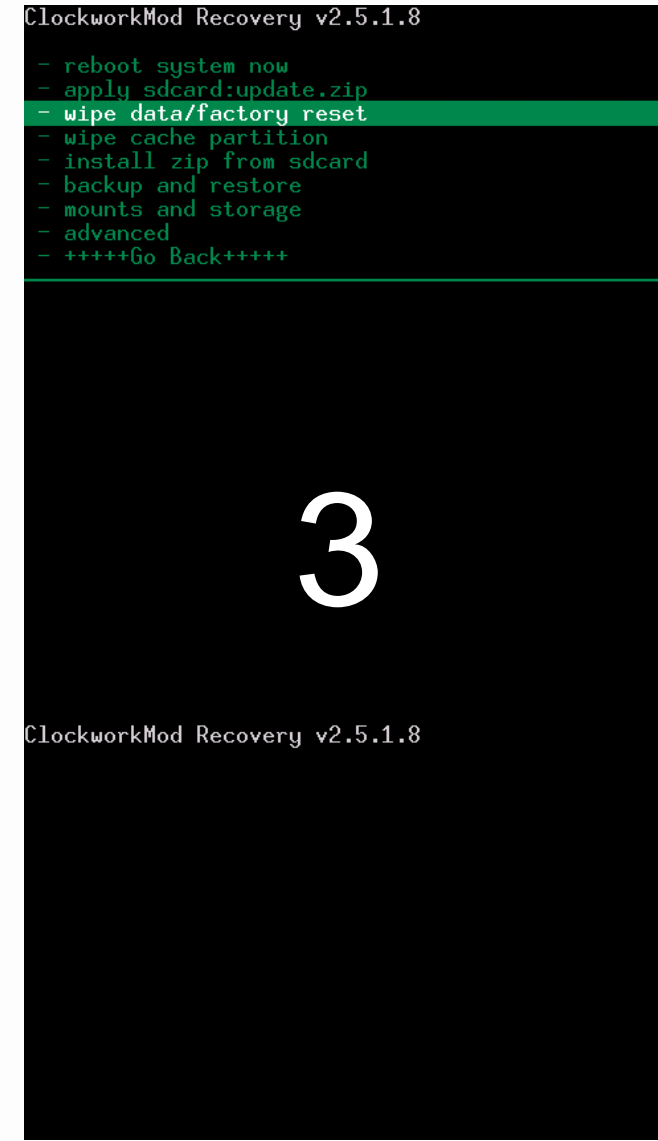 ClockworkMod Recovery v2.5.1.8
- reboot system now
- apply sdcard:update.zip
- wipe data/factory reset
- wipe cache partition
- install zip from sdcard
- backup and restore
- mounts and storage
- advanced
- +++++Go Back+++++
3
ClockworkMod Recovery v2.5.1.8